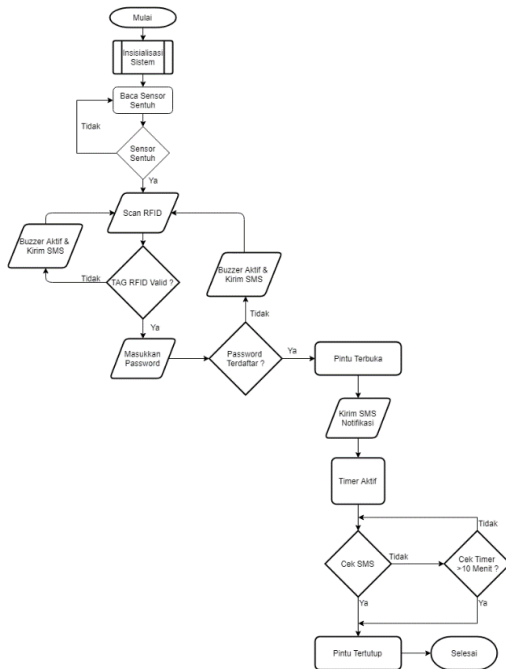 Mulai
Insisialisasi
Sistem
Baca Sensor
Sentuh
Tidak
Sensor
Sentuh
Ya
Scan RFID
Buzzer Aktif &
Kirim SMS
Buzzer Aktif &
Kirim SMS
Tidak
TAG RFID Valid ?
Tidak
Ya
Masukkan
Password
Password
Terdaftar ?
Ya
Pintu Terbuka
Kirim SMS
Notifikasi
Timer Aktif
Tidak
Cek SMS
Tidak
Cek Timer
>10 Menit ?
Ya
Ya
Pintu Tertutup
Selesai